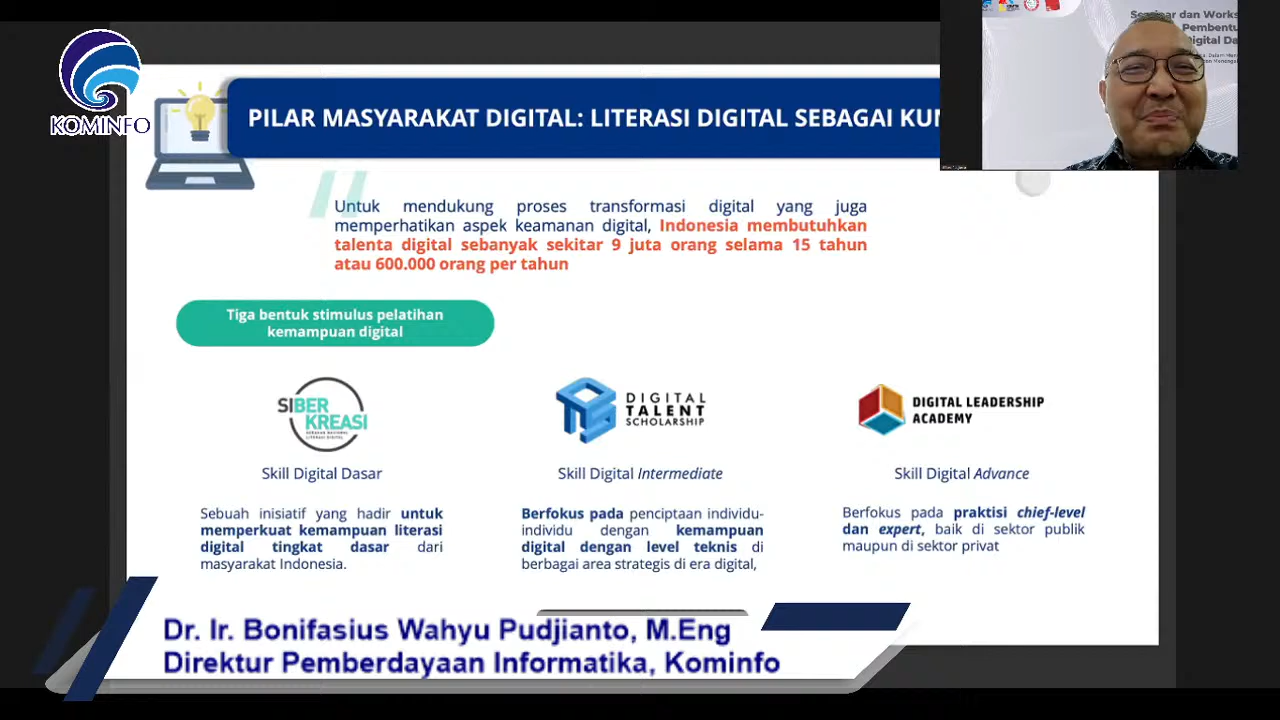 KOMINFO
PILAR MASYARAKAT DIGITAL: LITERASI DIGITAL SEBAGAI
Untuk mendukung proses transformasi digital yang juga
memperhatikan aspek keamanan digital, Indonesia membutuhkan
talenta digital sebanyak sekitar 9 juta orang selama 15 tahun
atau 600.000 orang per tahun
Tiga bentuk stimulus pelatihan
kemampuan digital
SIBER
KREASI
GERAKAN NASIONAL
LITERASI DIGITAL
Skill Digital Dasar
Sebuah inisiatif yang hadir untuk
memperkuat kemampuan literasi
digital tingkat dasar dari
masyarakat Indonesia.
DIGITAL
TALENT
SCHOLARSHIP
Skill Digital Intermediate
Berfokus pada penciptaan individu-
individu dengan kemampuan
digital dengan level teknis di
berbagai area strategis di era digital,
DIGITAL LEADERSHIP
ACADEMY
Skill Digital Advance
Berfokus pada praktisi chief-level
dan expert, baik di sektor publik
maupun di sektor privat
Dr. Ir. Bonifasius Wahyu Pudjianto, M.Eng
Direktur Pemberdayaan Informatika, Kominfo